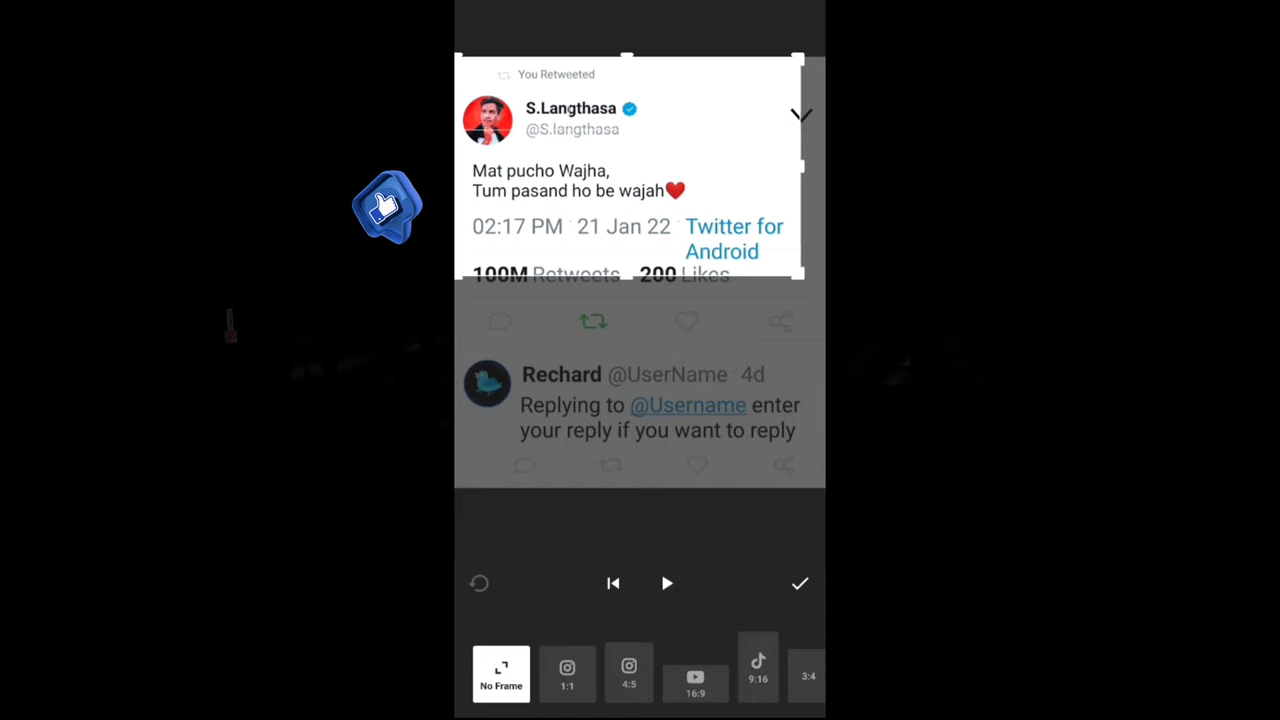 You Retweeted
S.Langthasa
@S.langthasa
Mat pucho Wajha,
Tum pasand ho be wajah❤️
02:17 PM · 21 Jan 22 · Twitter for
Android
100M Retweets 200 Likes
Rechard @UserName 4d
Replying to @Username enter
your reply if you want to reply
No Frame
1:1
4:5
16:9
9:16
3:4